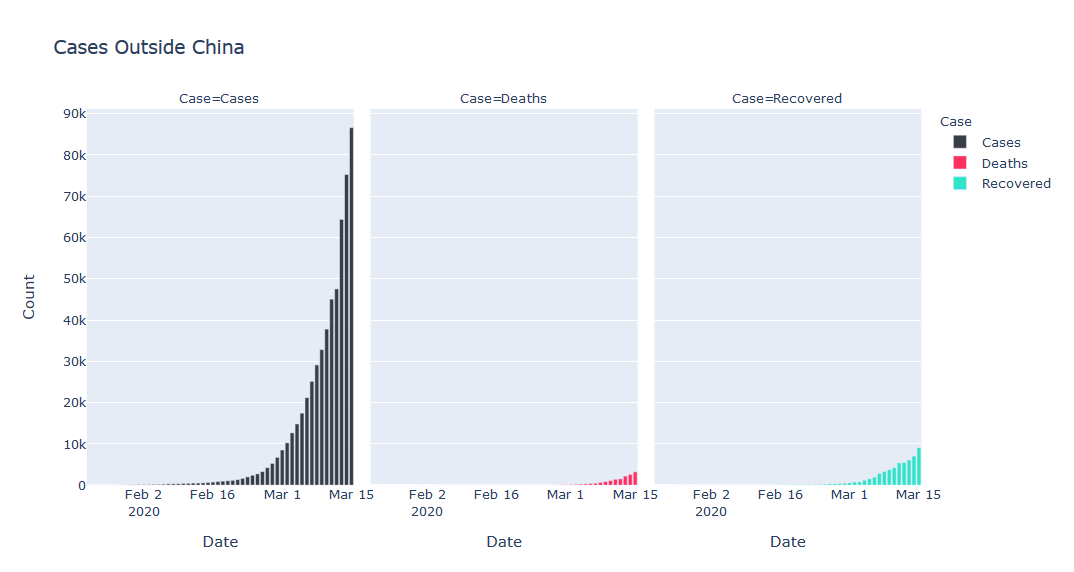 Cases Outside China
Case=Cases
Case=Deaths
Case=Recovered
Case
Cases
Deaths
Recovered
Count
90k
80k
70k
60k
50k
40k
30k
20k
10k
0
Feb 2
2020
Feb 16
Mar 1
Mar 15
Feb 2
2020
Feb 16
Mar 1
Mar 15
Feb 2
2020
Feb 16
Mar 1
Mar 15
Date
Date
Date